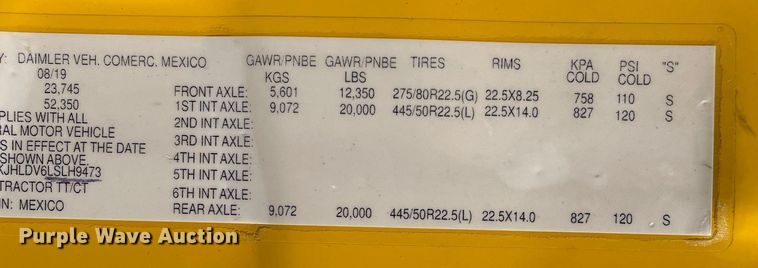 Y: DAIMLER VEH. COMERC. MEXICO GAWR/PNBE GAWR/PNBE TIRES RIMS KPA PSI "S"
08/19 KGS LBS COLD COLD
23,745 FRONT AXLE: 5,601 12,350 275/80R22.5(G) 22.5X8.25 758 110 S
52,350 1ST INT AXLE: 9,072 20,000 445/50R22.5(L) 22.5X14.0 827 120 S
PLIES WITH ALL 2ND INT AXLE:
RAL MOTOR VEHICLE 3RD INT AXLE:
S IN EFFECT AT THE DATE 4TH INT AXLE:
SHOWN ABOVE. 5TH INT AXLE:
KJHLDV6LSLH9473
TRACTOR TT/CT 6TH INT AXLE:
IN: MEXICO REAR AXLE: 9,072 20,000 445/50R22.5(L) 22.5X14.0 827 120 S
Purple Wave Auction